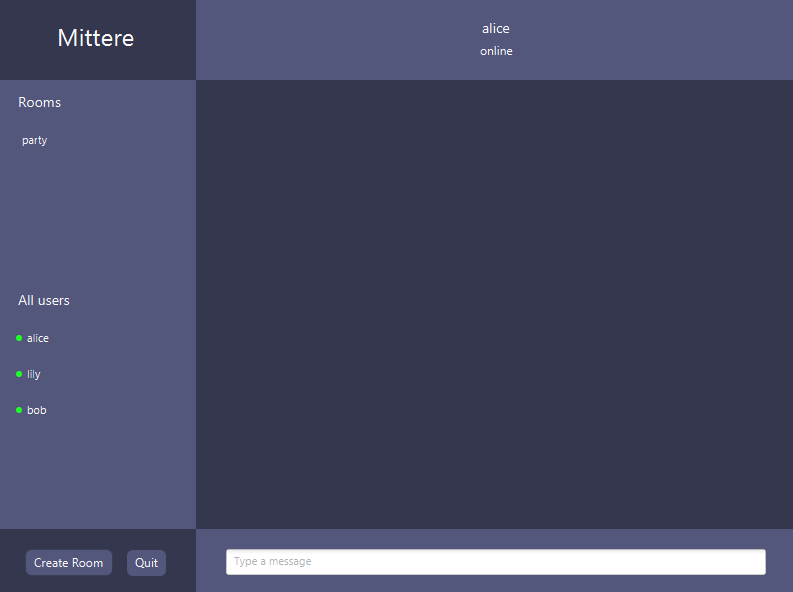 Mittere
alice
online
Rooms
party
All users
alice
lily
bob
Create Room
Quit
Type a message